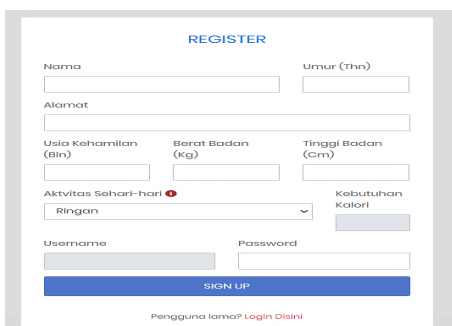 REGISTER
Nama Umur (Thn)
Alamat
Usia Kehamilan (Bln) Berat Badan (Kg) Tinggi Badan (Cm)
Aktvitas Sehari-hari Kebutuhan Kalori
Ringan
Username Password
SIGN UP
Pengguna lama? Login Disini